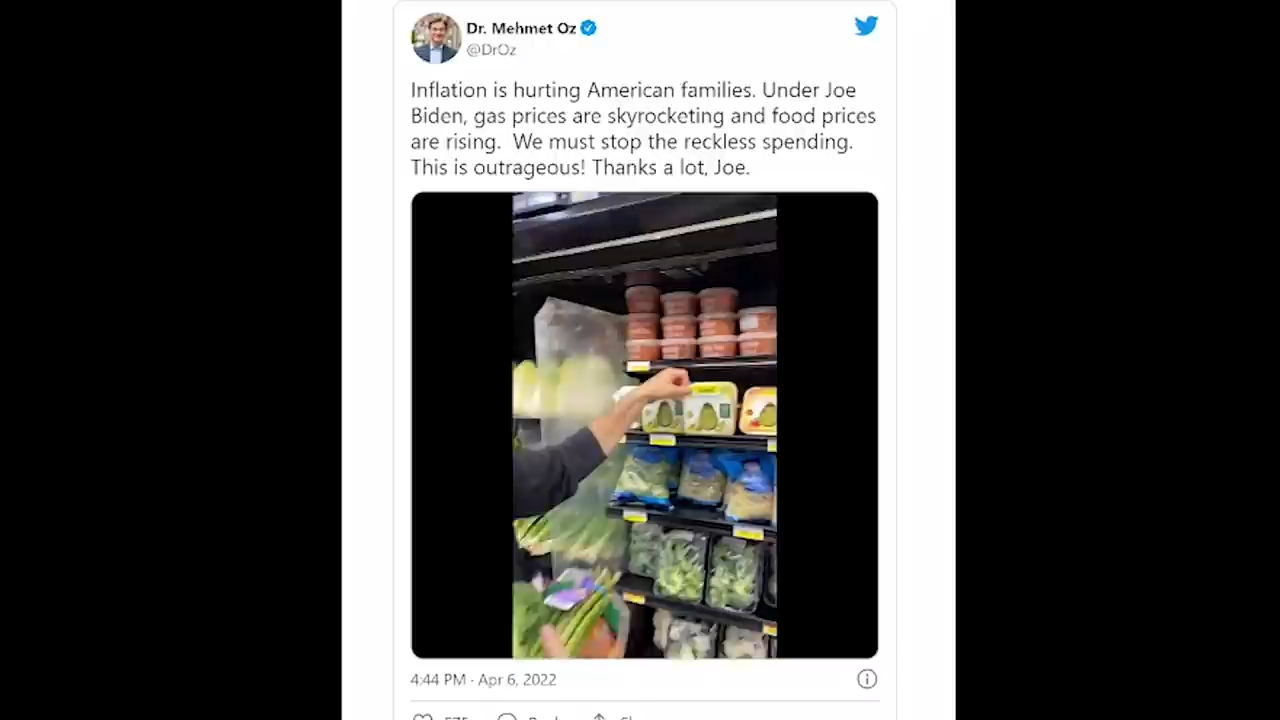 Dr. Mehmet Oz
@DrOz
Inflation is hurting American families. Under Joe
Biden, gas prices are skyrocketing and food prices
are rising.  We must stop the reckless spending.
This is outrageous! Thanks a lot, Joe.
4:44 PM · Apr 6, 2022